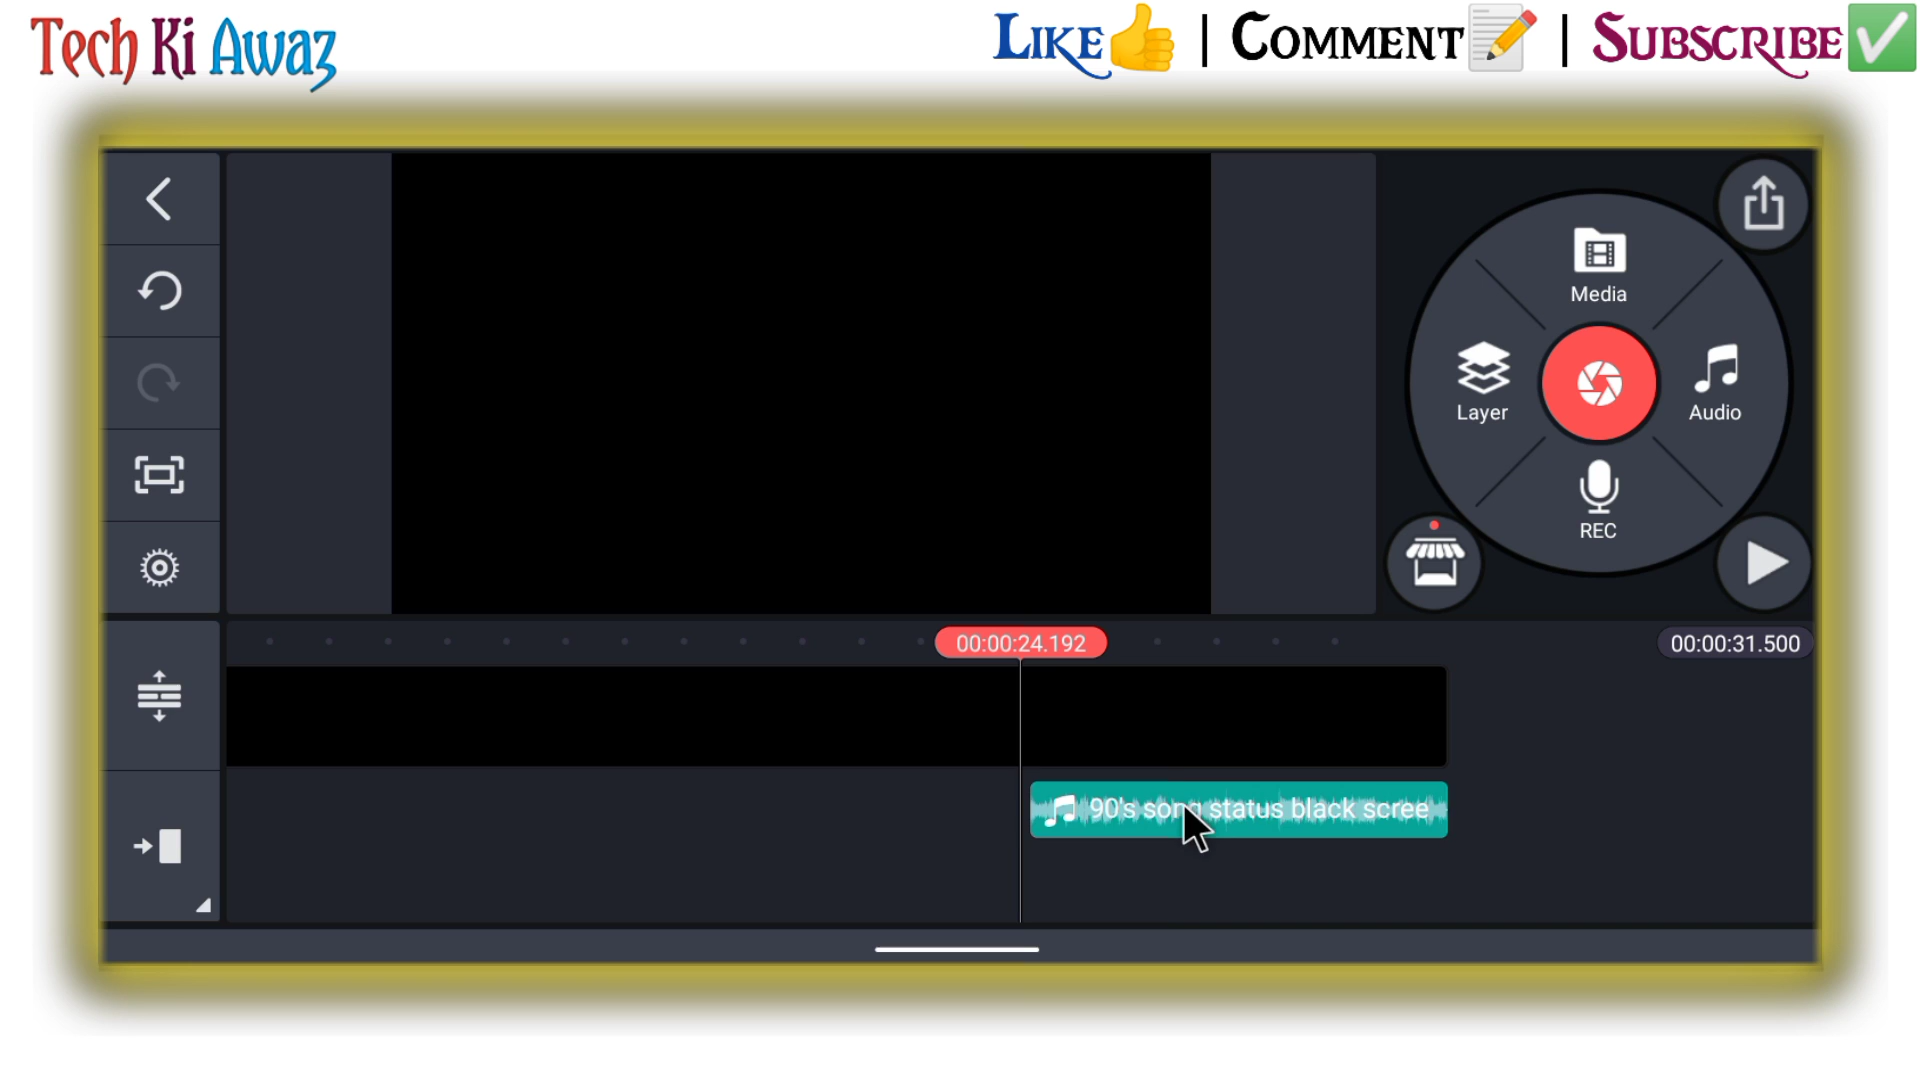 Tech Ki Awaz
Like | Comment | Subscribe
Media
Layer
Audio
REC
00:00:24.192
00:00:31.500
90's song status black scree